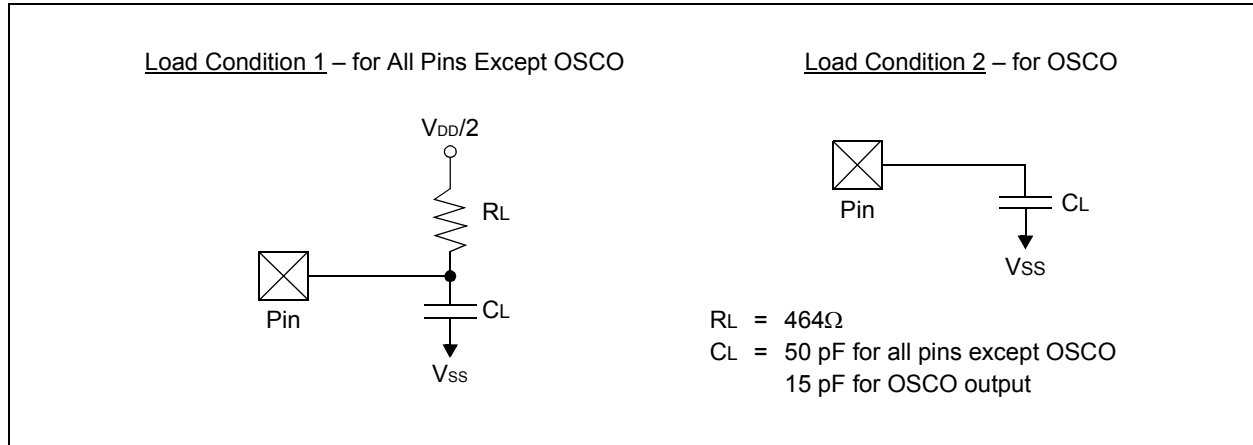 Load Condition 1 – for All Pins Except OSCO
VDD/2
RL
Pin
CL
VSS
Load Condition 2 – for OSCO
Pin
CL
VSS
RL = 464Ω
CL = 50 pF for all pins except OSCO
15 pF for OSCO output